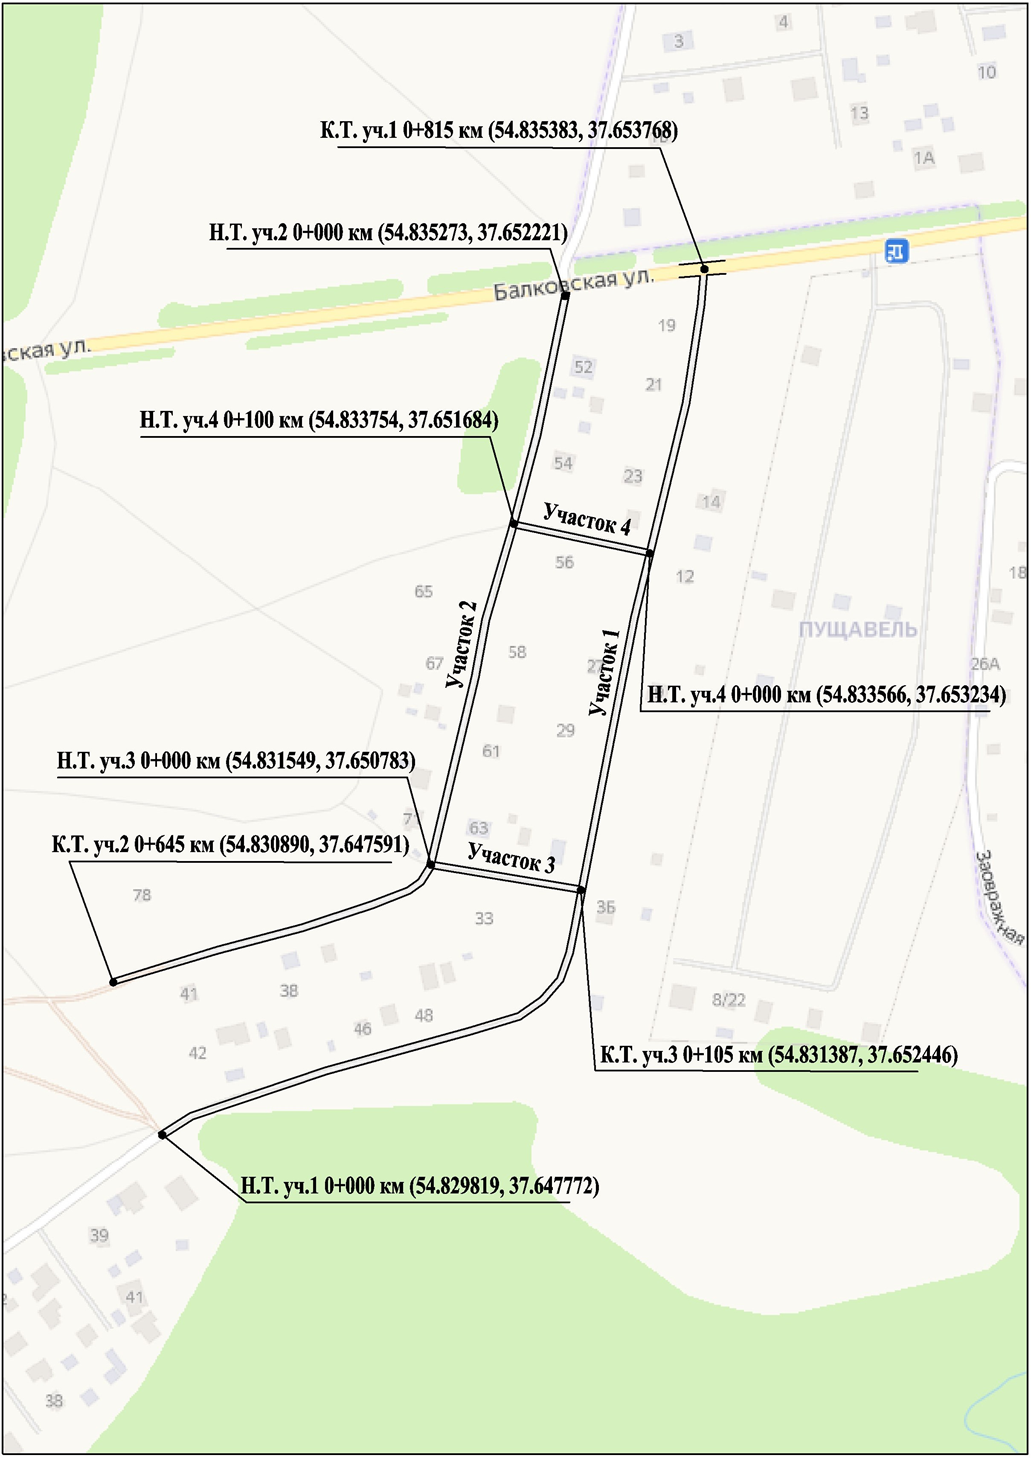 4
3
10
13
К.Т. уч.1 0+815 км (54.835383, 37.653768)
1А
Н.Т. уч.2 0+000 км (54.835273, 37.652221)
Балковская ул.
вская ул.
19
52
21
Н.Т. уч.4 0+100 км (54.833754, 37.651684)
54
23
14
Участок 4
56
12
18
65
Участок 2
58
Участок 1
ПУЩАВЕЛЬ
67
27
26А
Н.Т. уч.4 0+000 км (54.833566, 37.653234)
29
61
Н.Т. уч.3 0+000 км (54.831549, 37.650783)
63
К.Т. уч.2 0+645 км (54.830890, 37.647591)
Участок 3
Заовражная
78
33
41
38
8/22
48
46
42
К.Т. уч.3 0+105 км (54.831387, 37.652446)
Н.Т. уч.1 0+000 км (54.829819, 37.647772)
39
41
38